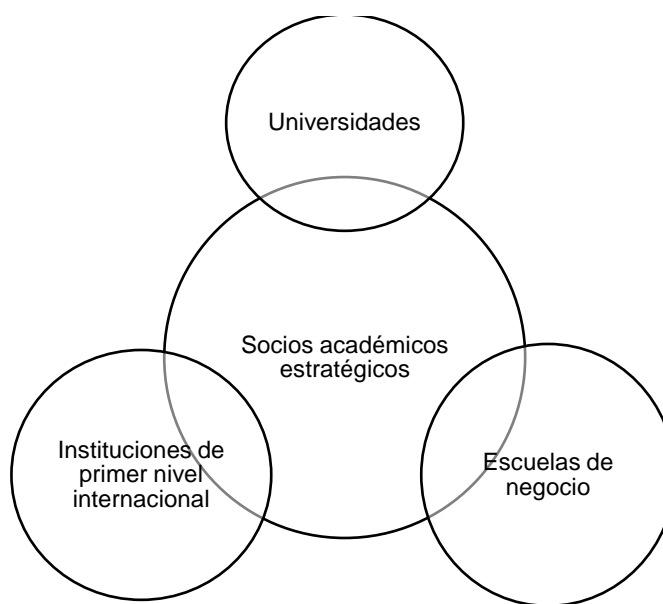 Universidades
Socios académicos
estratégicos
Instituciones de
primer nivel
internacional
Escuelas de
negocio